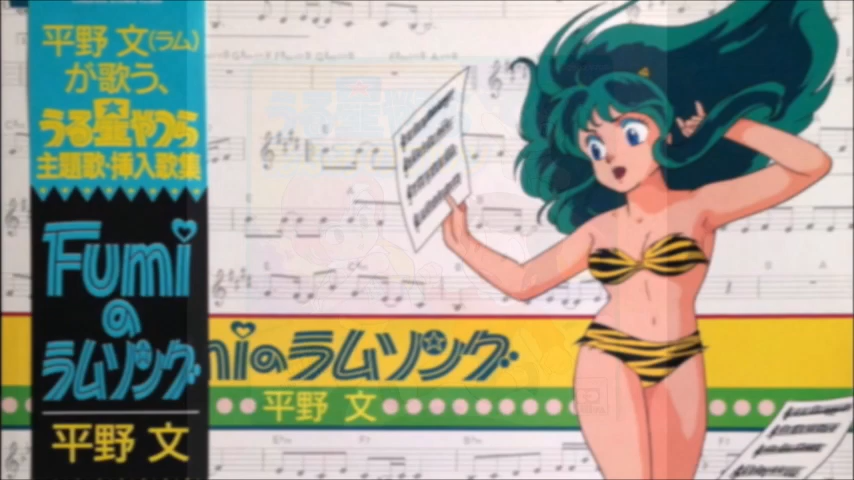 平野 文(ラム)
が歌う、
うる星やつら
主題歌・挿入歌集
Fumi
の
ラムソング
平野 文
miのラムソング
平野 文